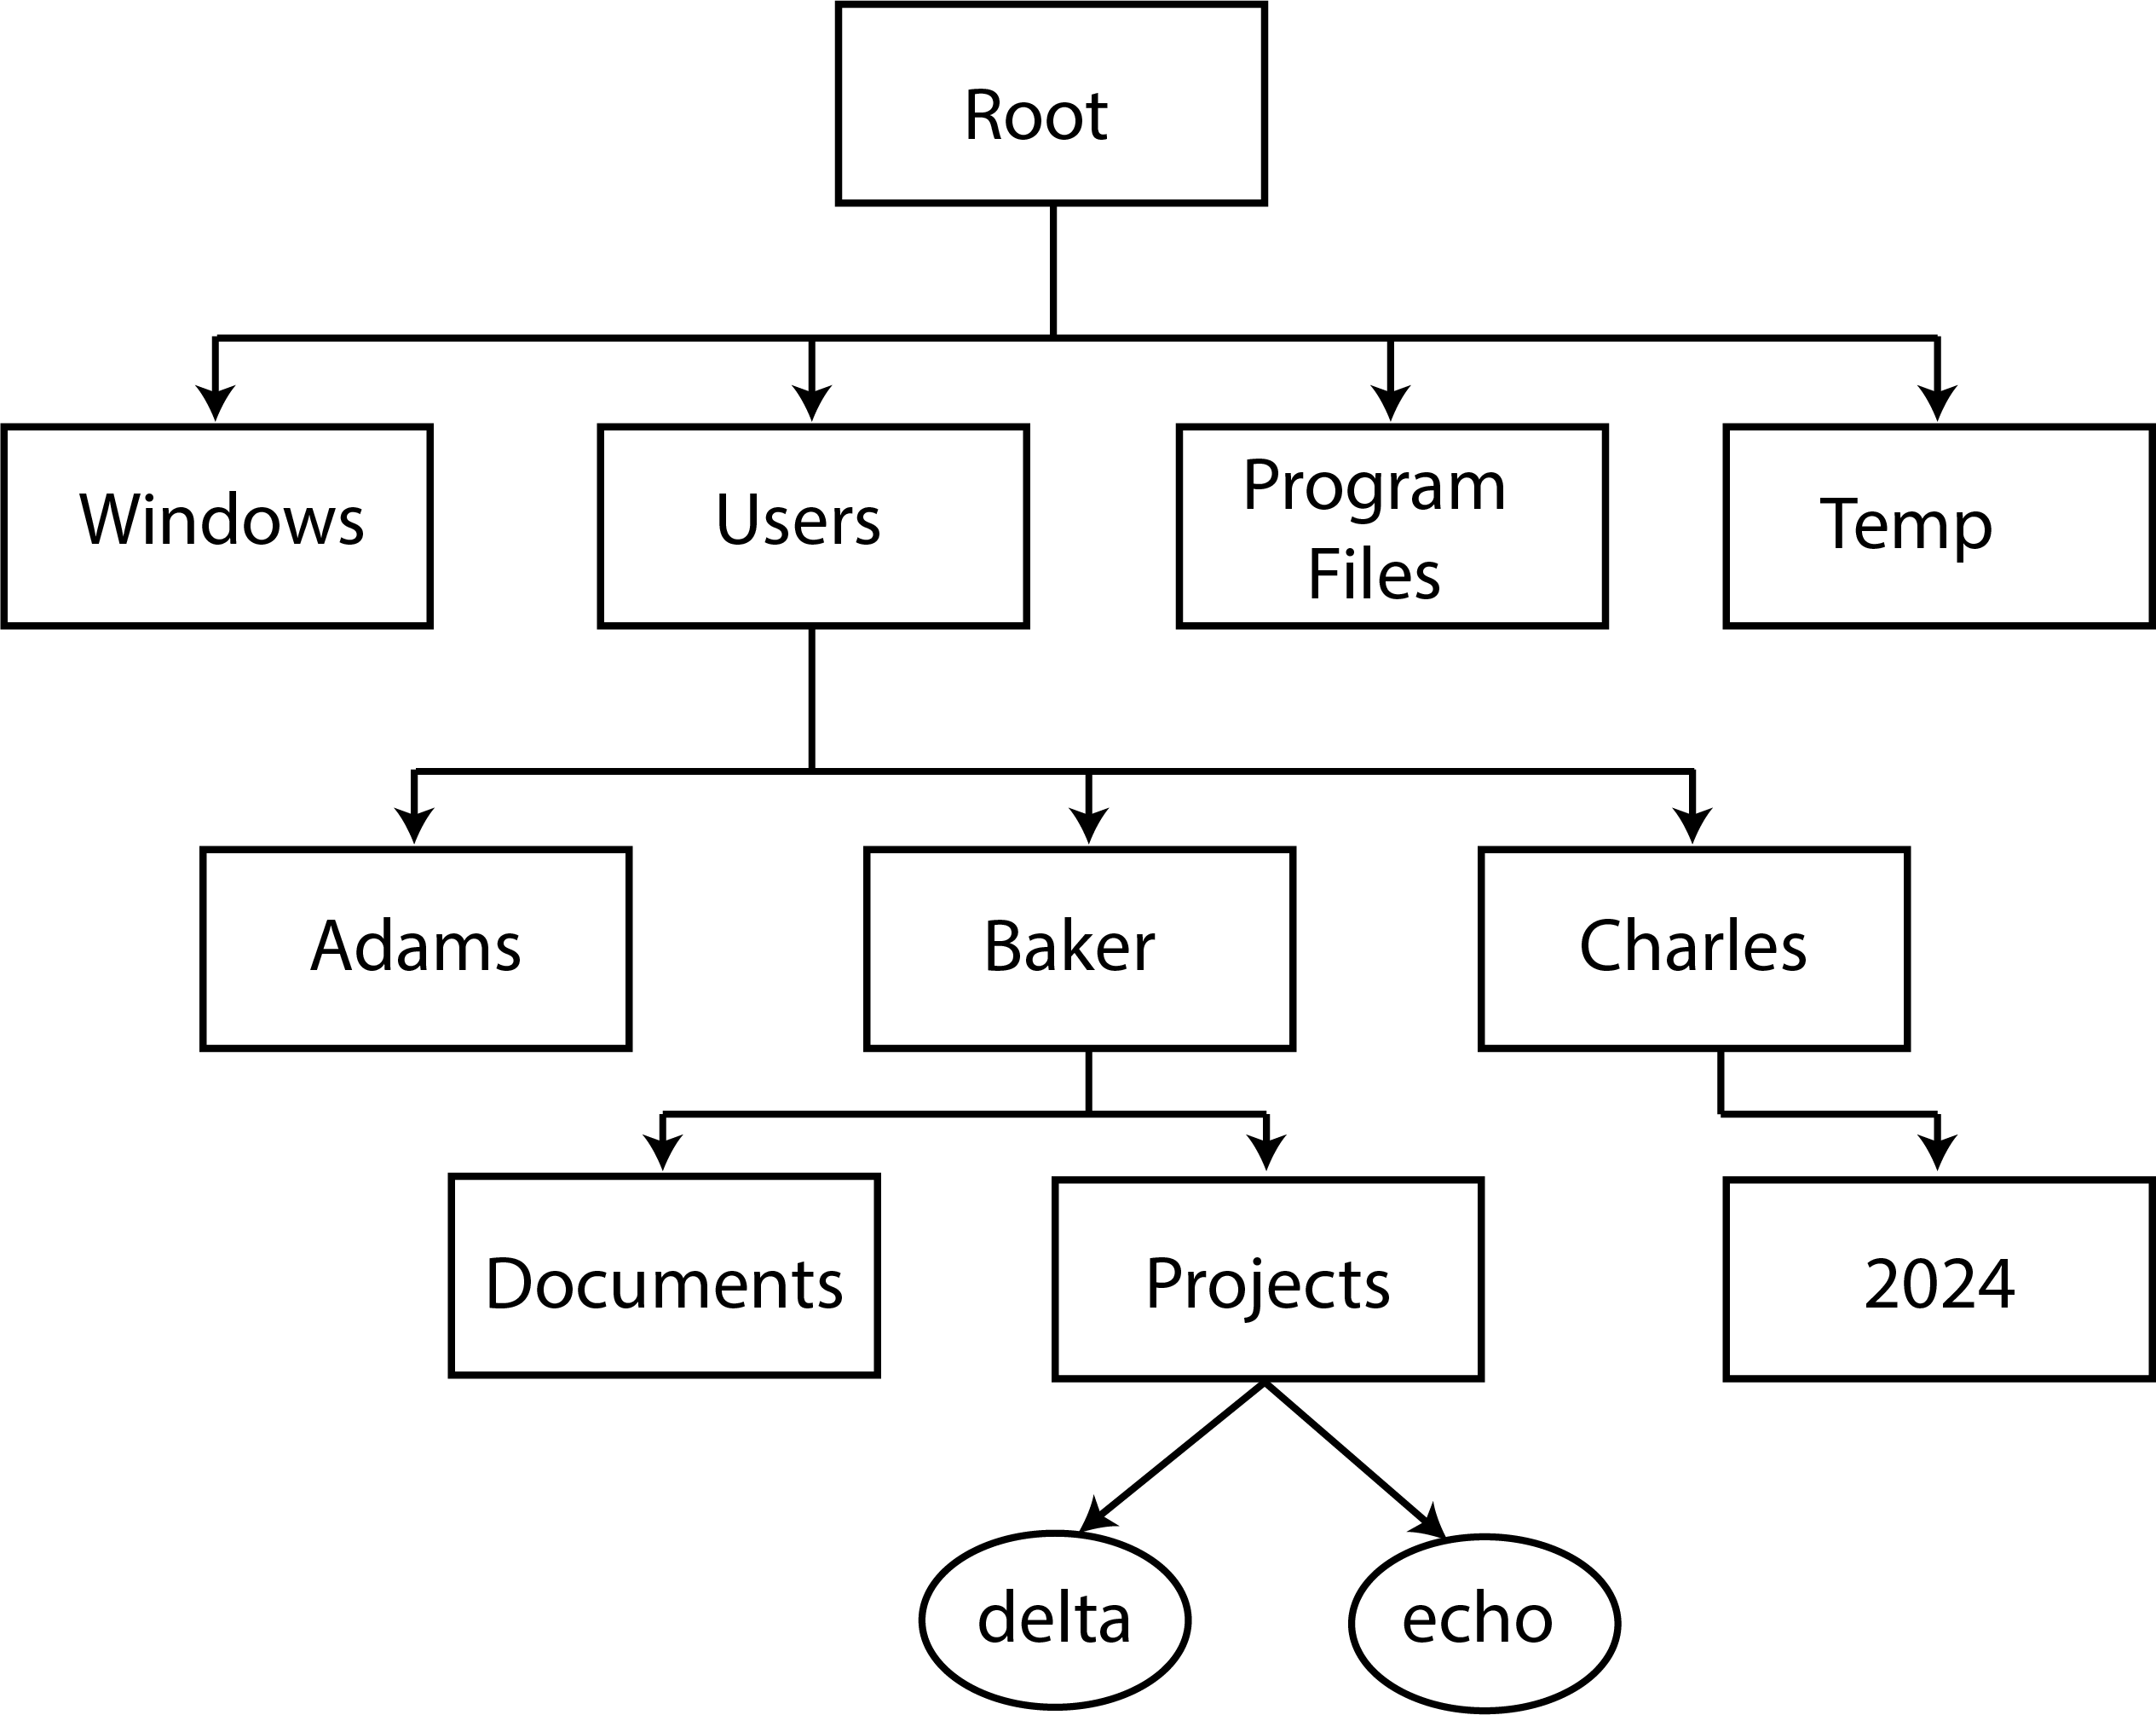 Root
Windows
Users
Program
Files
Temp
Adams
Baker
Charles
Documents
Projects
2024
delta
echo